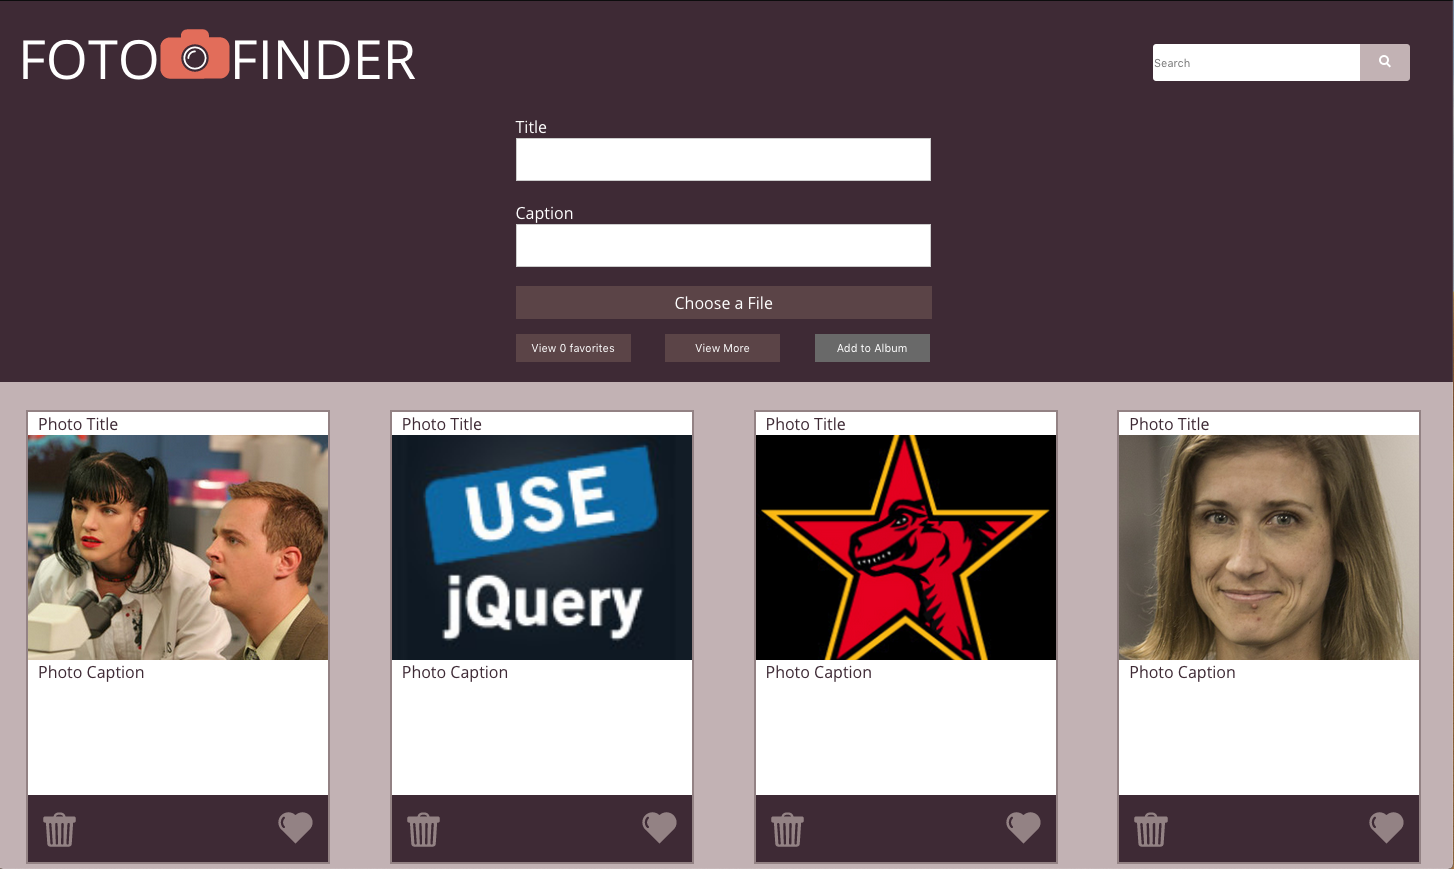 FOTO FINDER
Search
Title
Caption
Choose a File
View 0 favorites View More Add to Album
Photo Title Photo Title Photo Title Photo Title
USE
jQuery
Photo Caption Photo Caption Photo Caption Photo Caption